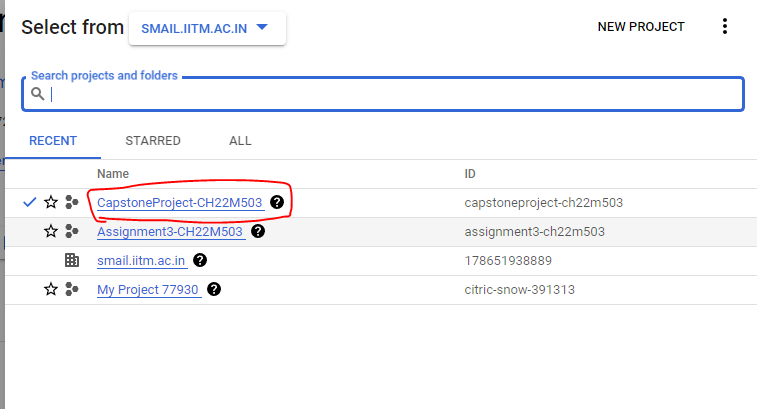 Select from SMAIL.IITM.AC.IN NEW PROJECT
Search projects and folders
RECENT STARRED ALL
Name ID
CapstoneProject-CH22M503 capstoneproject-ch22m503
Assignment3-CH22M503 assignment3-ch22m503
smail.iitm.ac.in 178651938889
My Project 77930 citric-snow-391313